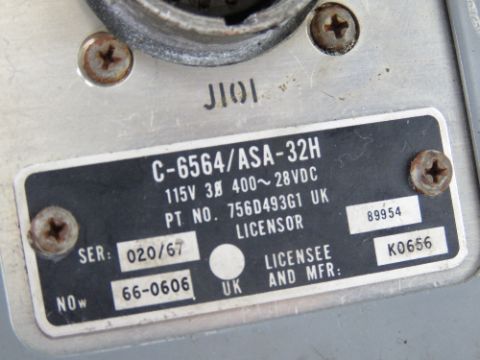 J101
C-6564/ASA-32H
115V 3Ø 400~28VDC
PT NO. 756D493G1 UK
LICENSOR 89954
SER: 020/67
LICENSEE AND MFR: K0656
NOw 66-0606 UK